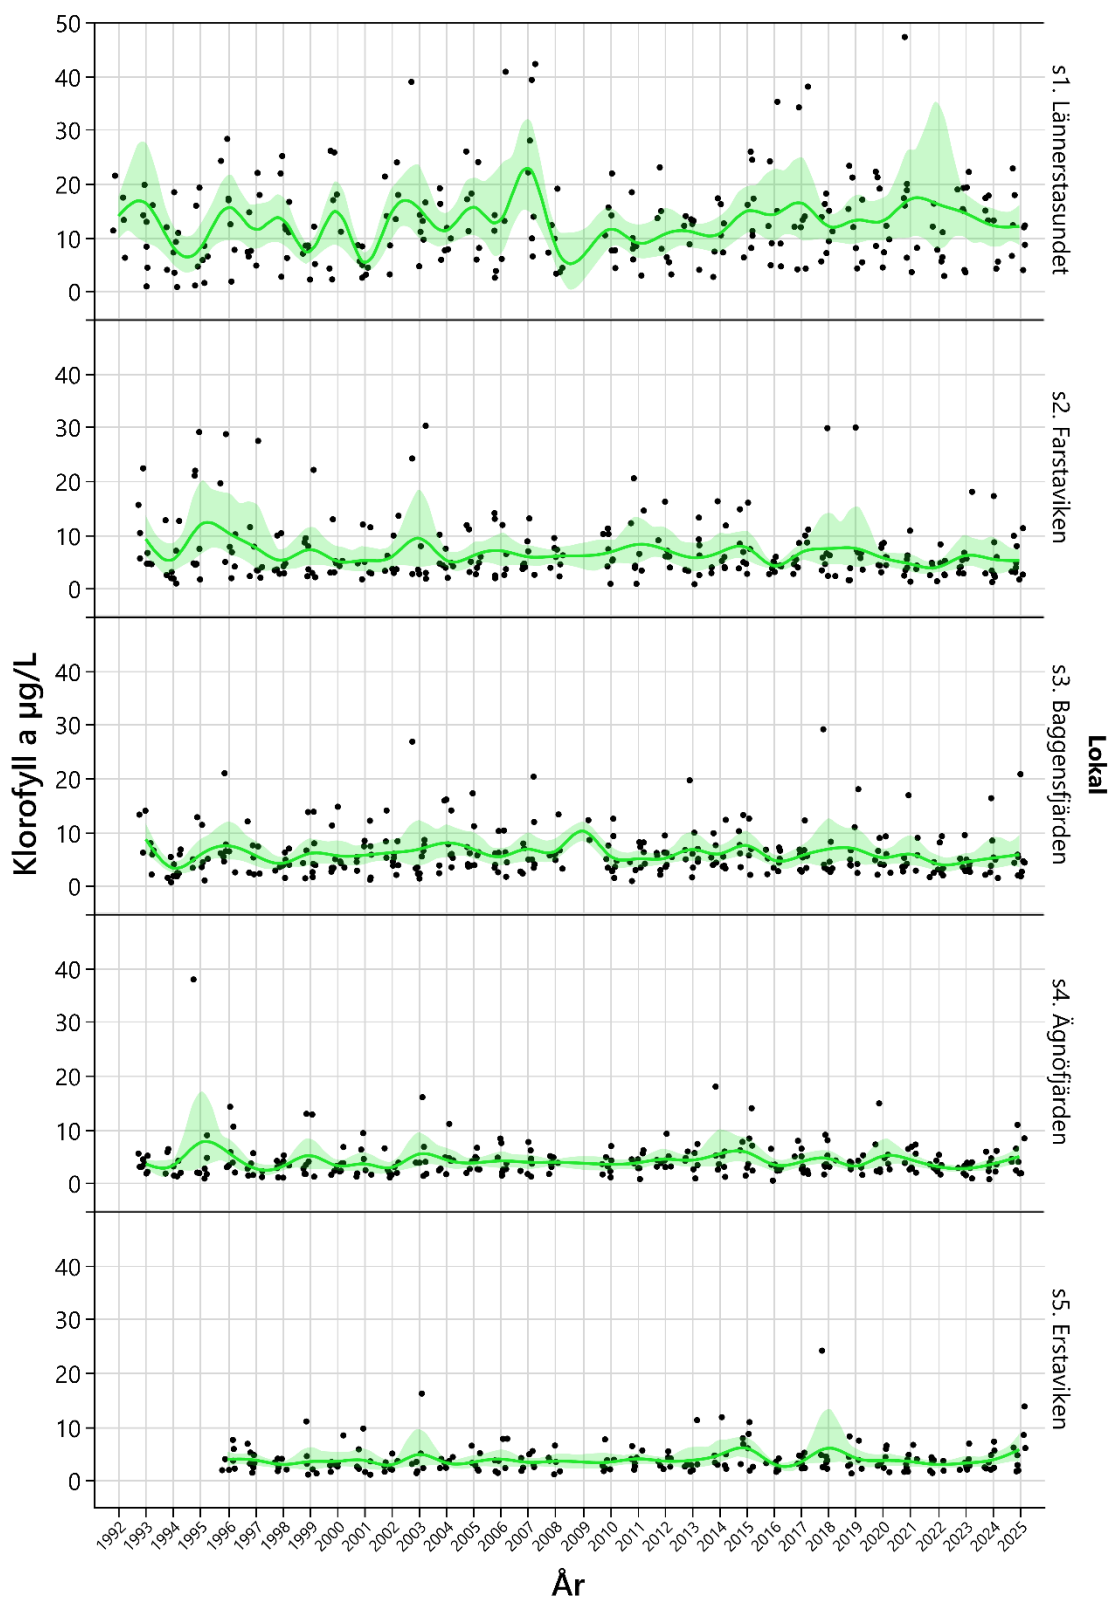 50
40
30
20
10
0
s1. Lännerstasundet
40
30
20
10
0
s2. Farstaviken
40
30
20
10
0
s3. Baggensfjärden
40
30
20
10
0
s4. Ägnöfjärden
40
30
20
10
0
s5. Erstaviken
Klorofyll a µg/L
Lokal
1992 1993 1994 1995 1996 1997 1998 1999 2000 2001 2002 2003 2004 2005 2006 2007 2008 2009 2010 2011 2012 2013 2014 2015 2016 2017 2018 2019 2020 2021 2022 2023 2024 2025
År